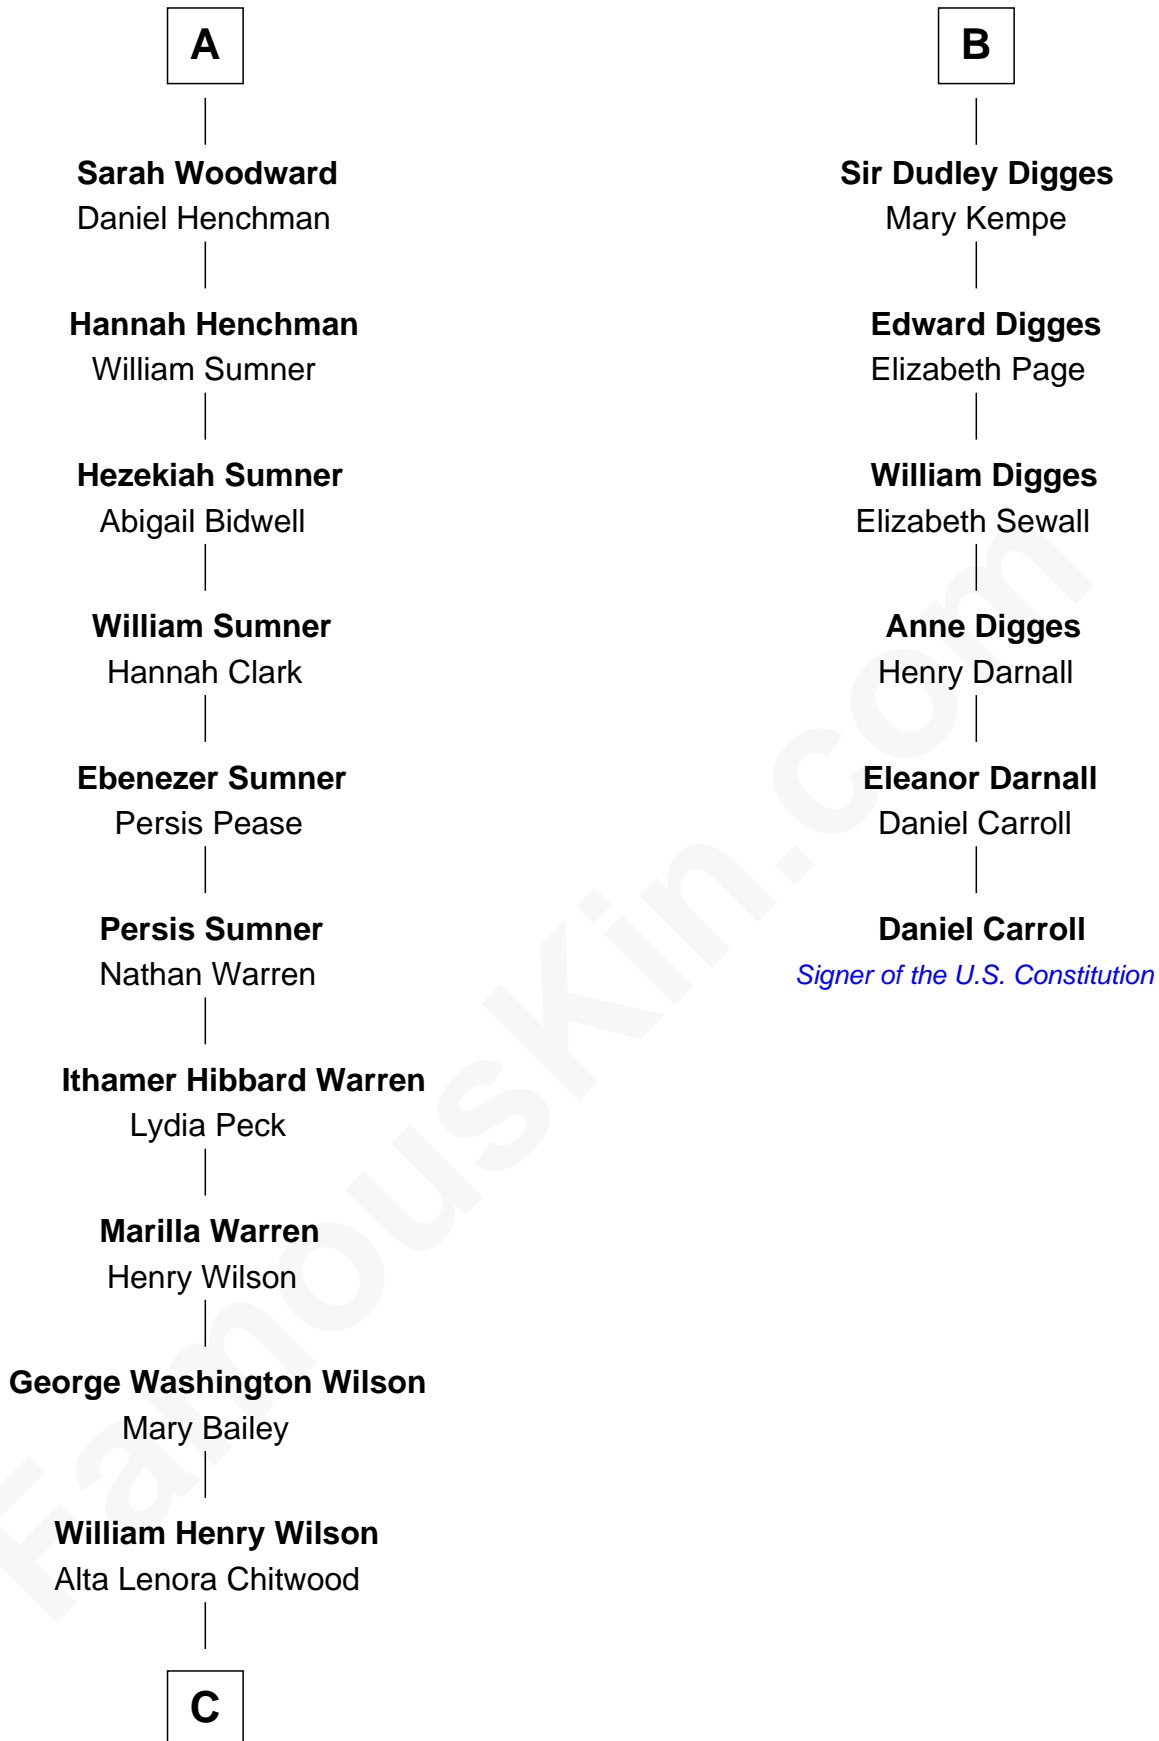 A
Sarah Woodward
Daniel Henchman
Hannah Henchman
William Sumner
Hezekiah Sumner
Abigail Bidwell
William Sumner
Hannah Clark
Ebenezer Sumner
Persis Pease
Persis Sumner
Nathan Warren
Ithamer Hibbard Warren
Lydia Peck
Marilla Warren
Henry Wilson
George Washington Wilson
Mary Bailey
William Henry Wilson
Alta Lenora Chitwood
C
B
Sir Dudley Digges
Mary Kempe
Edward Digges
Elizabeth Page
William Digges
Elizabeth Sewall
Anne Digges
Henry Darnall
Eleanor Darnall
Daniel Carroll
Daniel Carroll
Signer of the U.S. Constitution
FamousKin.com